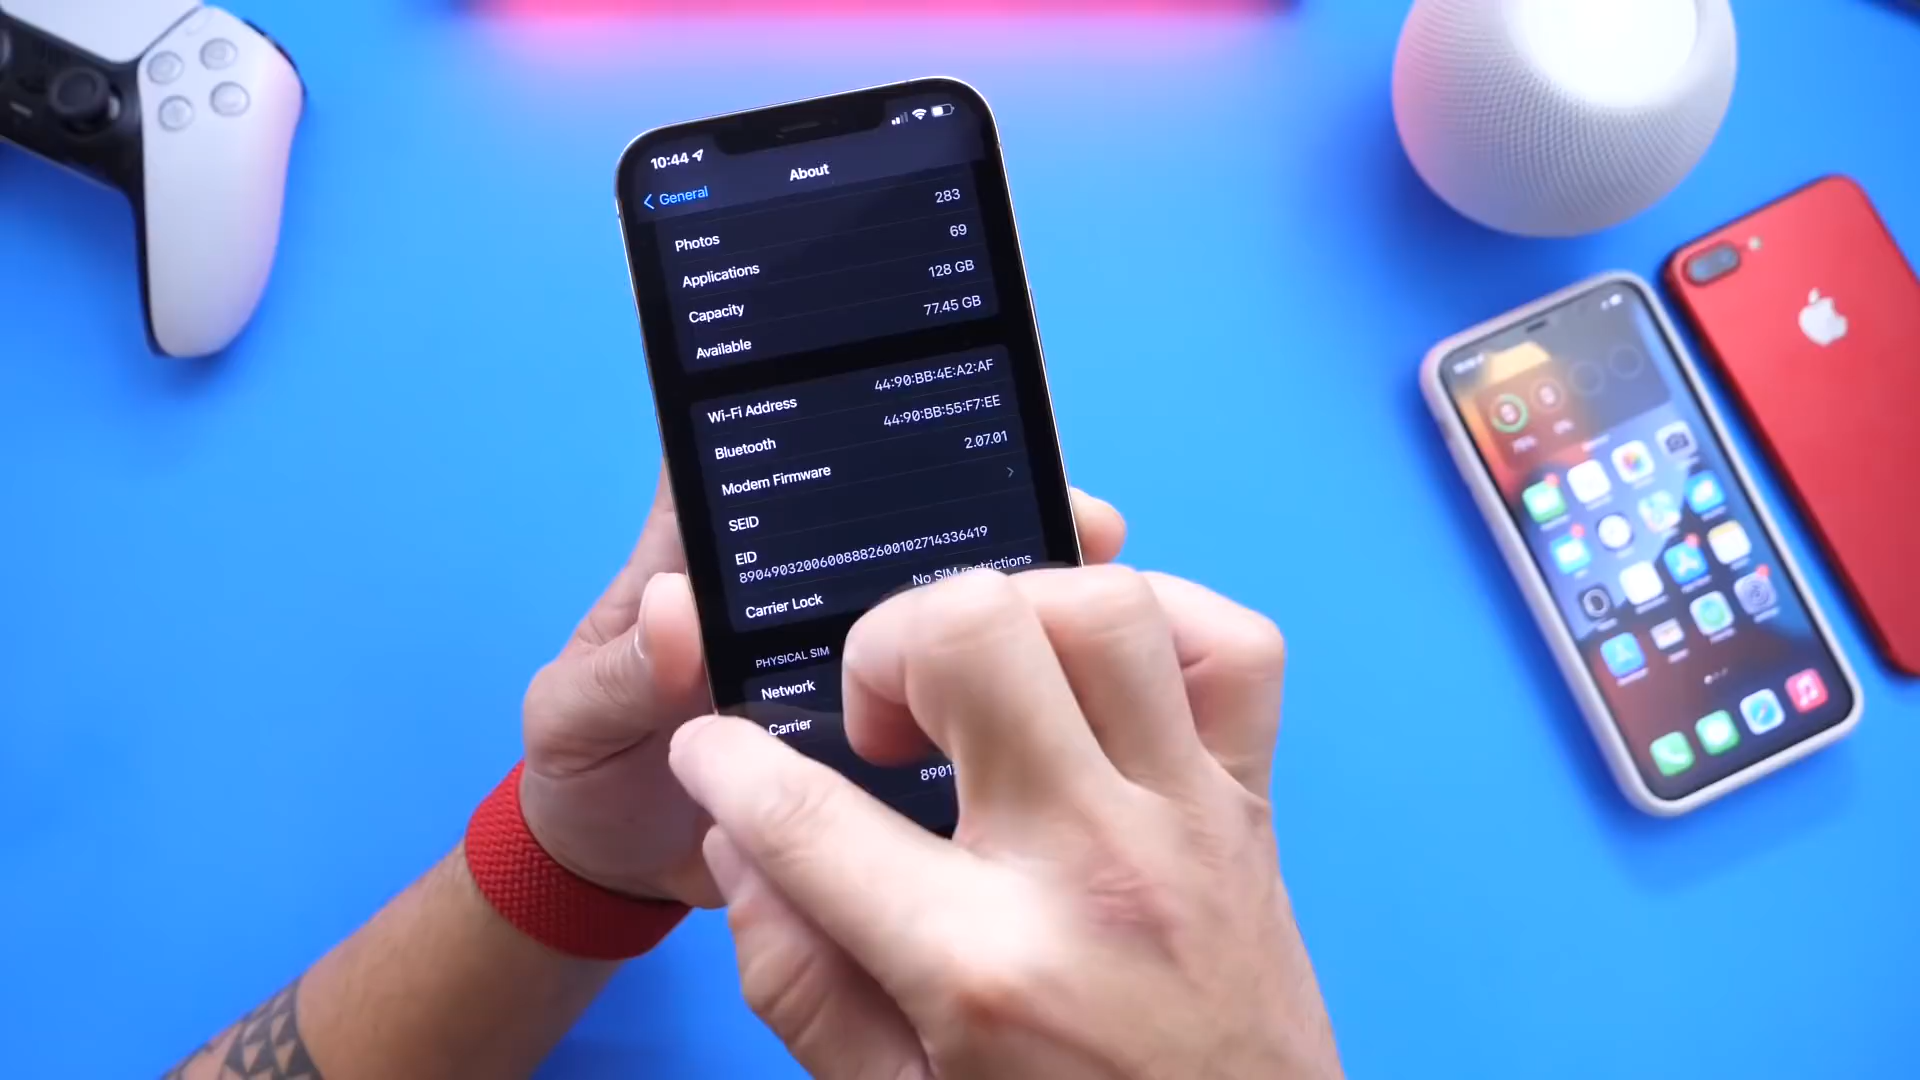 10:44
General
About
283
Photos
69
Applications
128 GB
Capacity
77.45 GB
Available
Wi-Fi Address
44:90:BB:4E:A2:AF
Bluetooth
44:90:BB:55:F7:EE
Modem Firmware
2.07.01
SEID
EID
89049032006008882600102714336419
Carrier Lock
No SIM restrictions
PHYSICAL SIM
Network
Carrier